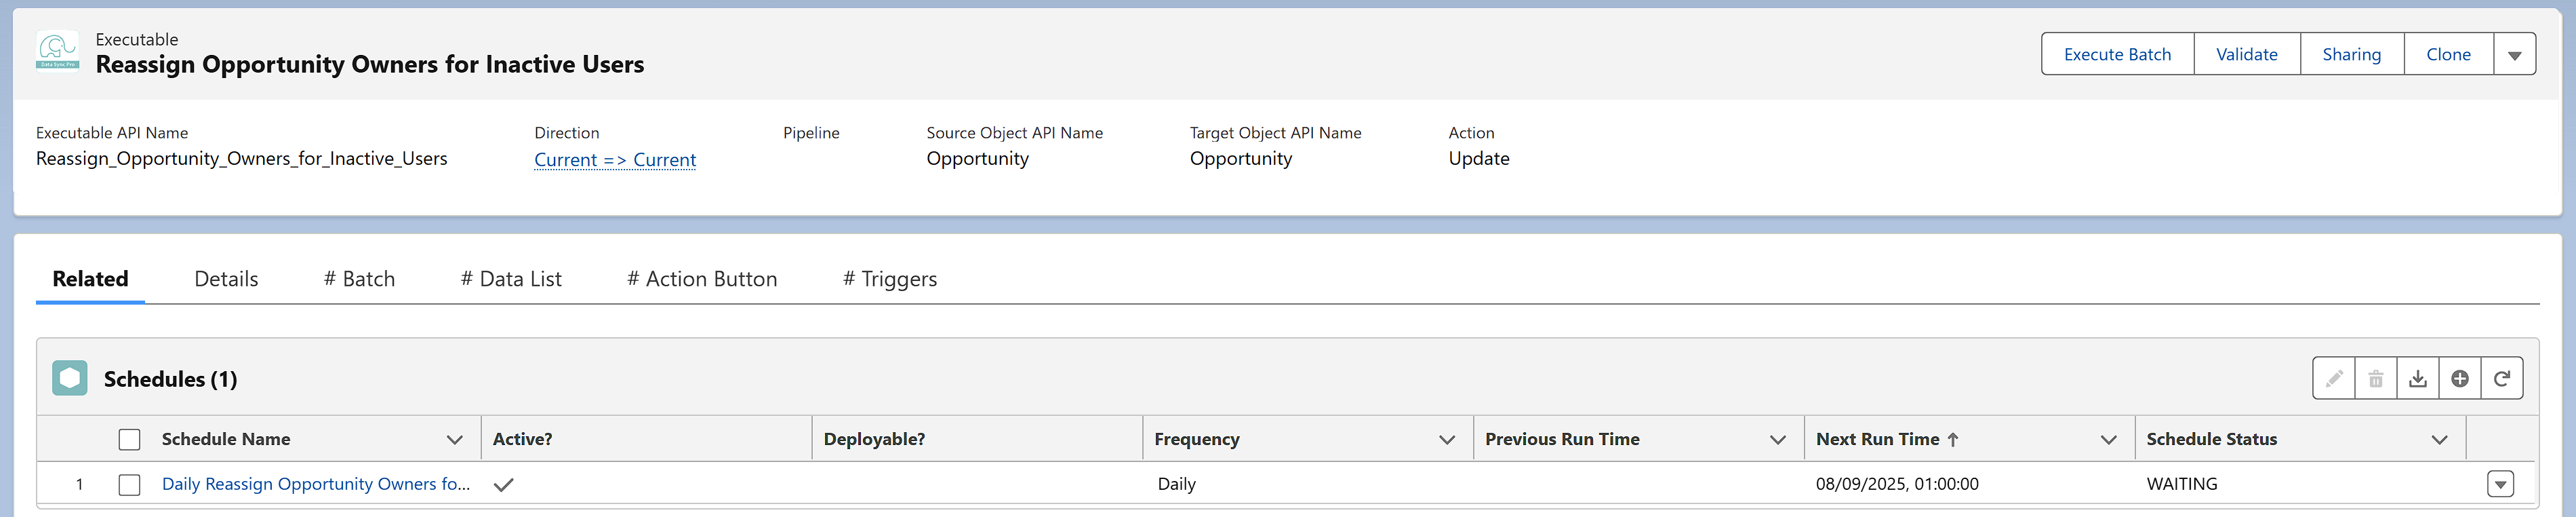 Data Sync Pro
Executable
Reassign Opportunity Owners for Inactive Users
Execute Batch
Validate
Sharing
Clone
Executable API Name
Reassign_Opportunity_Owners_for_Inactive_Users
Direction
Current => Current
Pipeline
Source Object API Name
Opportunity
Target Object API Name
Opportunity
Action
Update
Related
Details
# Batch
# Data List
# Action Button
# Triggers
Schedules (1)
Schedule Name
Active?
Deployable?
Frequency
Previous Run Time
Next Run Time ↑
Schedule Status
1
Daily Reassign Opportunity Owners fo...
Daily
08/09/2025, 01:00:00
WAITING